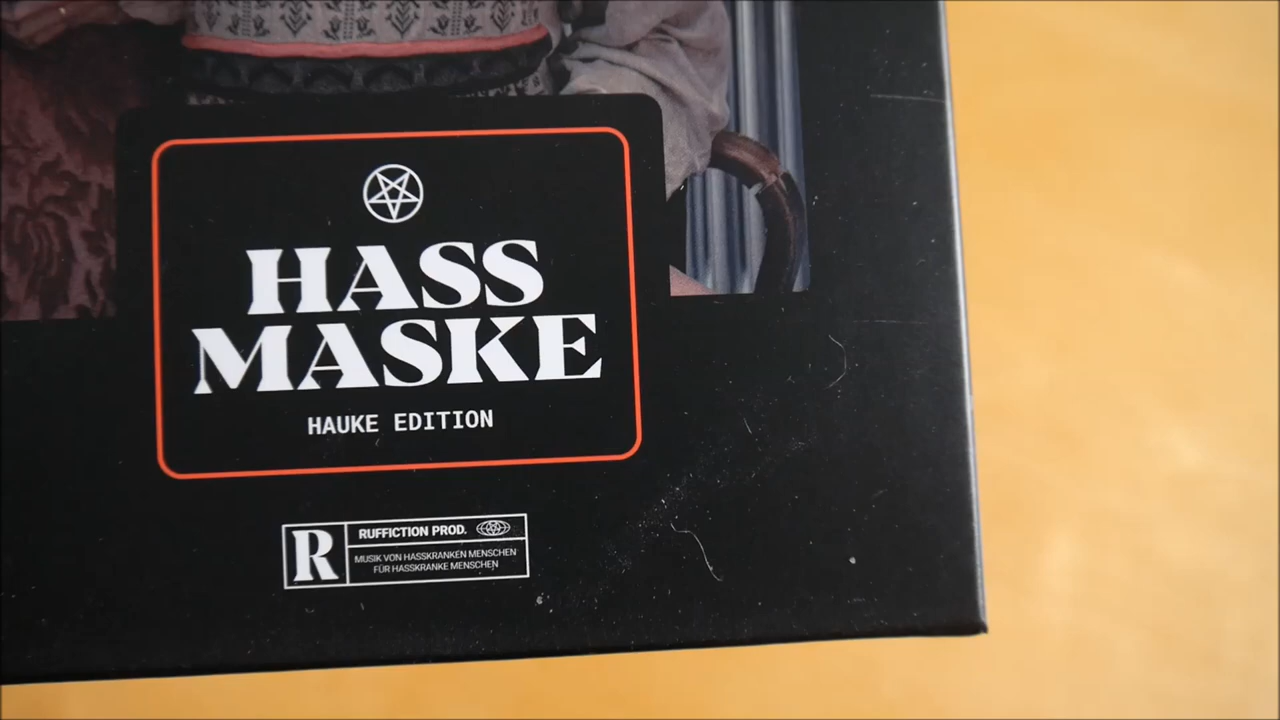 HASS
MASKE
HAUKE EDITION
R
RUFFICTION PROD.
MUSIK VON HASSKRANKEN MENSCHEN
FÜR HASSKRANKE MENSCHEN